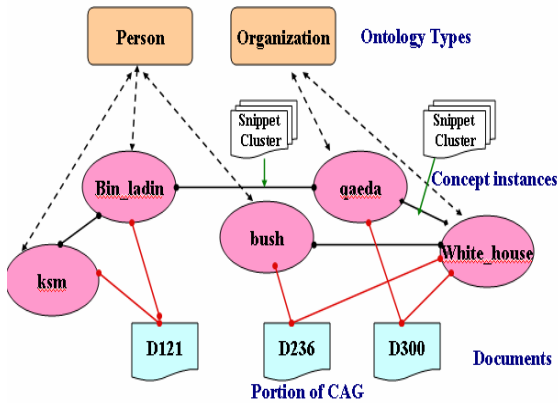 Person
Organization
Ontology Types
Snippet
Cluster
Snippet
Cluster
Bin_ladin
qaeda
Concept instances
bush
White_house
ksm
D121
D236
D300
Documents
Portion of CAG